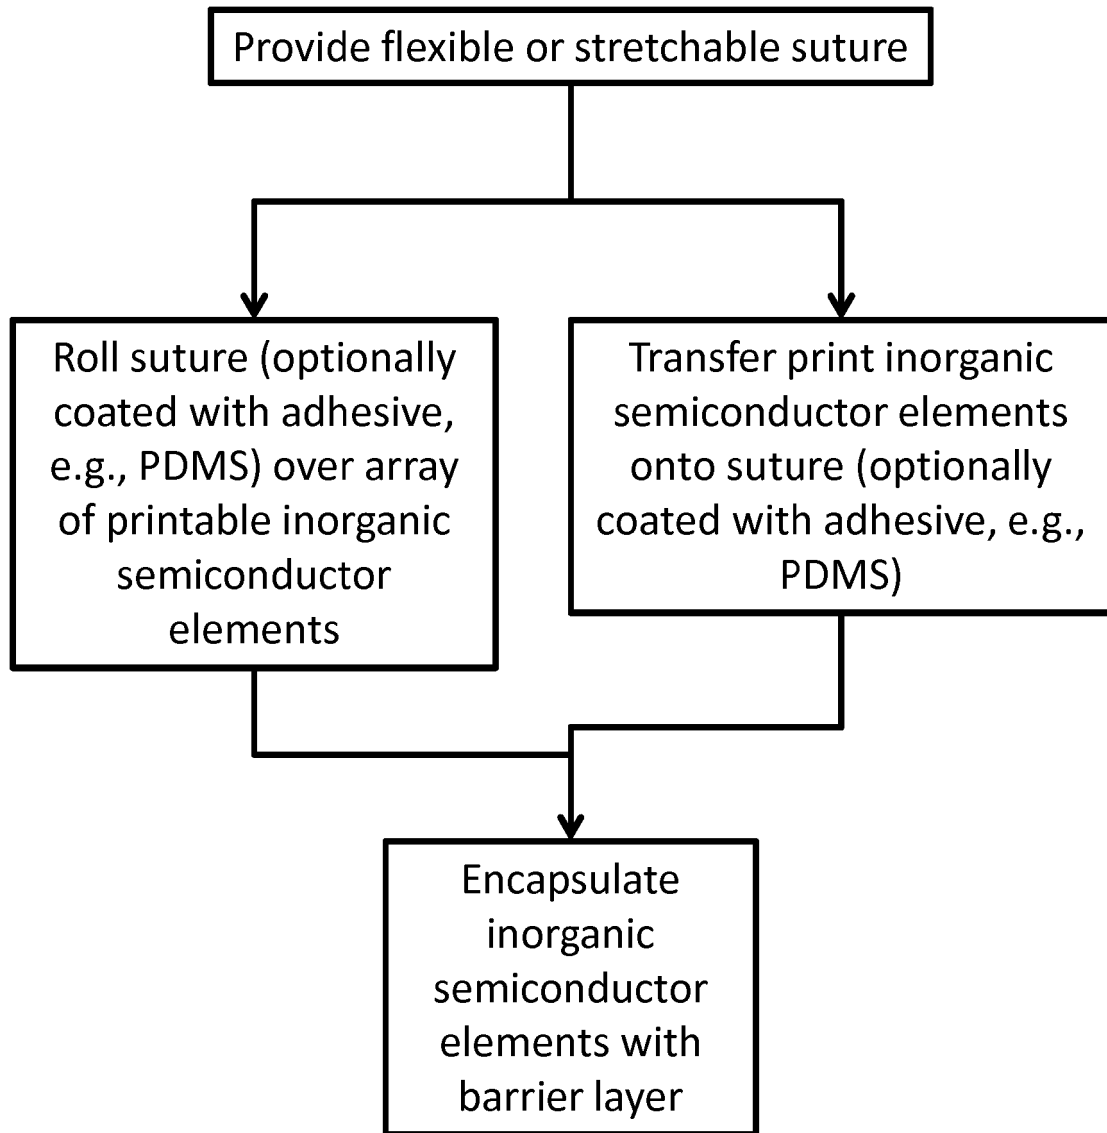 Provide flexible or stretchable suture
Roll suture (optionally
coated with adhesive,
e.g., PDMS) over array
of printable inorganic
semiconductor
elements
Transfer print inorganic
semiconductor elements
onto suture (optionally
coated with adhesive, e.g.,
PDMS)
Encapsulate
inorganic
semiconductor
elements with
barrier layer